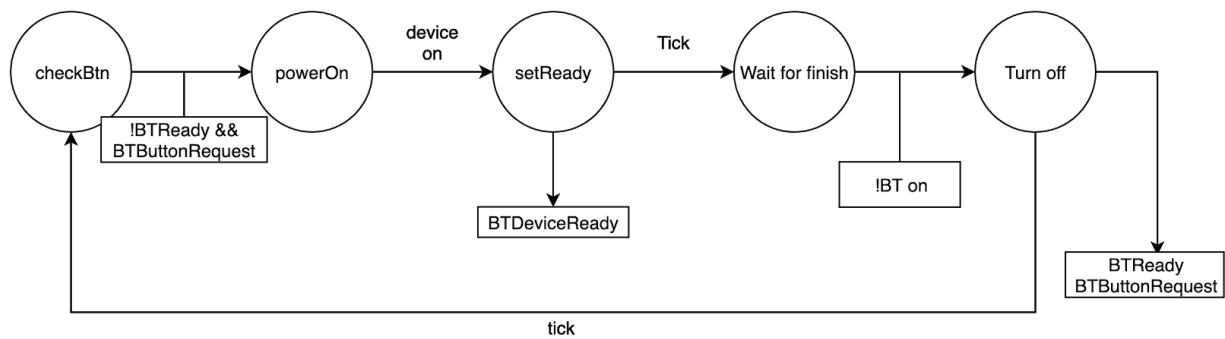 checkBtn
!BTReady &&
BTButtonRequest
powerOn
device
on
setReady
BTDeviceReady
Tick
Wait for finish
!BT on
Turn off
BTReady
BTButtonRequest
tick